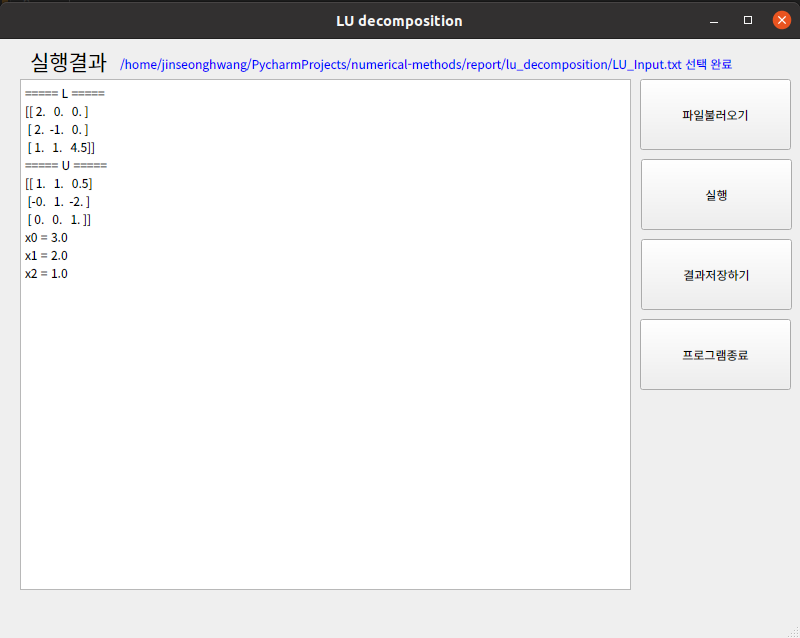 LU decomposition
실행결과 /home/jinseonghwang/PycharmProjects/numerical-methods/report/lu_decomposition/LU_Input.txt 선택 완료
===== L =====
[[ 2.  0.  0. ]
 [ 2. -1.  0. ]
 [ 1.  1.  4.5]]
===== U =====
[[ 1.  1.  0.5]
 [-0.  1. -2. ]
 [ 0.  0.  1. ]]
x0 = 3.0
x1 = 2.0
x2 = 1.0
파일불러오기
실행
결과저장하기
프로그램종료